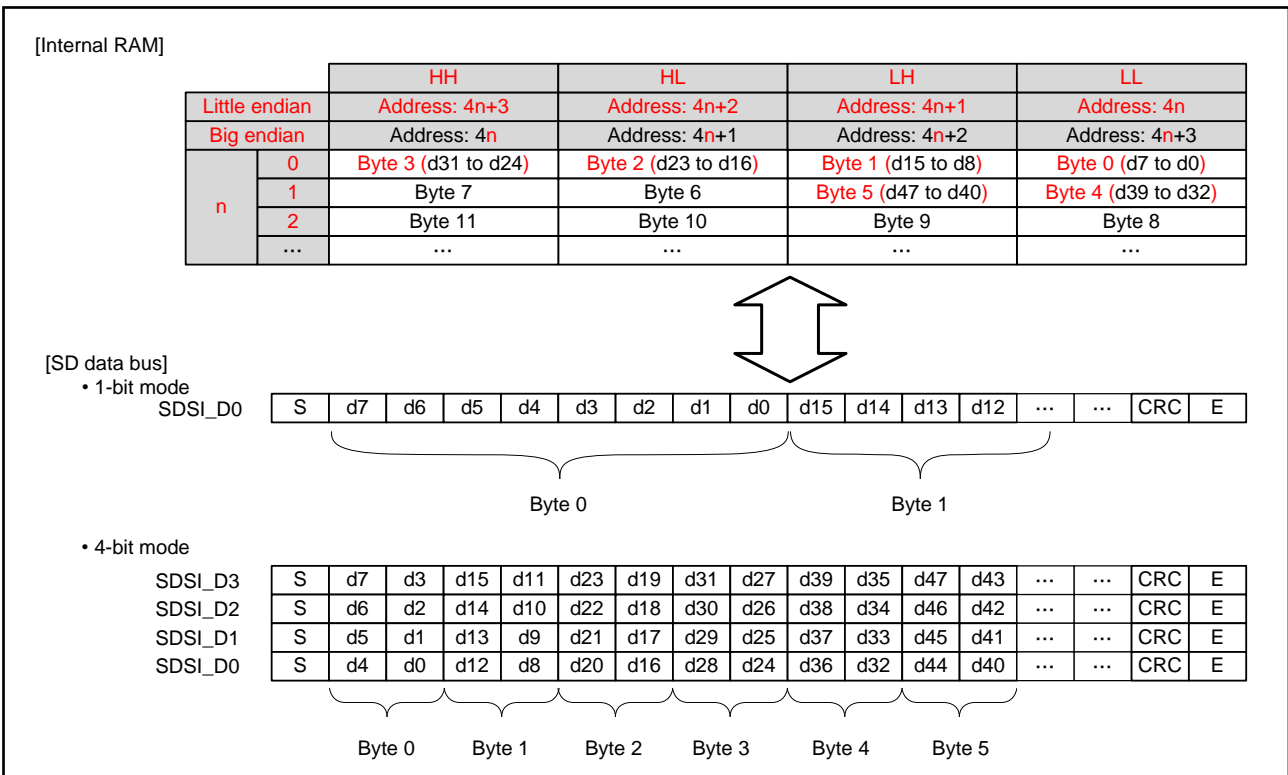 [Internal RAM]
HH HL LH LL
Little endian Address: 4n+3 Address: 4n+2 Address: 4n+1 Address: 4n
Big endian Address: 4n Address: 4n+1 Address: 4n+2 Address: 4n+3
n 0 Byte 3 (d31 to d24) Byte 2 (d23 to d16) Byte 1 (d15 to d8) Byte 0 (d7 to d0)
1 Byte 7 Byte 6 Byte 5 (d47 to d40) Byte 4 (d39 to d32)
2 Byte 11 Byte 10 Byte 9 Byte 8
… … … … …
[SD data bus]
• 1-bit mode
SDSI_D0 S d7 d6 d5 d4 d3 d2 d1 d0 d15 d14 d13 d12 … … CRC E
Byte 0 Byte 1
• 4-bit mode
SDSI_D3 S d7 d3 d15 d11 d23 d19 d31 d27 d39 d35 d47 d43 … … CRC E
SDSI_D2 S d6 d2 d14 d10 d22 d18 d30 d26 d38 d34 d46 d42 … … CRC E
SDSI_D1 S d5 d1 d13 d9 d21 d17 d29 d25 d37 d33 d45 d41 … … CRC E
SDSI_D0 S d4 d0 d12 d8 d20 d16 d28 d24 d36 d32 d44 d40 … … CRC E
Byte 0 Byte 1 Byte 2 Byte 3 Byte 4 Byte 5